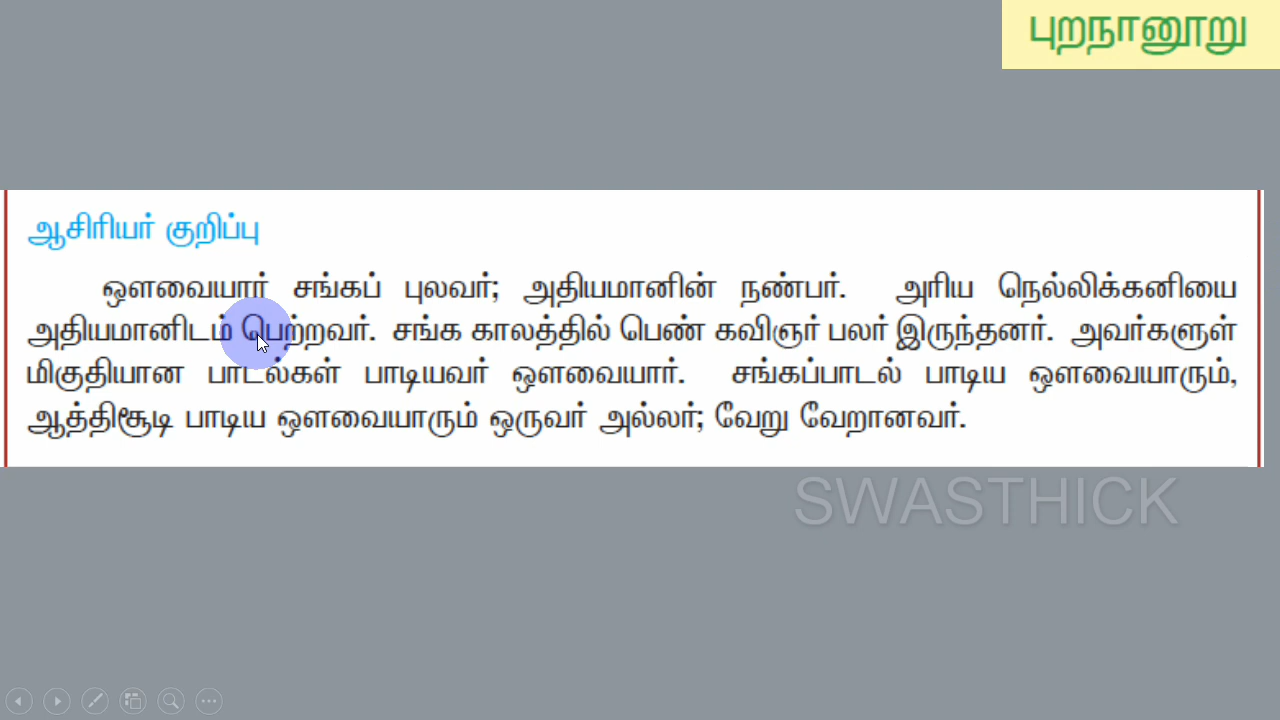 புறநானூறு
ஆசிரியர் குறிப்பு
ஔவையார் சங்கப் புலவர்; அதியமானின் நண்பர். அரிய நெல்லிக்கனியை
அதியமானிடம் பெற்றவர். சங்க காலத்தில் பெண் கவிஞர் பலர் இருந்தனர். அவர்களுள்
மிகுதியான பாடல்கள் பாடியவர் ஔவையார். சங்கப்பாடல் பாடிய ஔவையாரும்,
ஆத்திசூடி பாடிய ஔவையாரும் ஒருவர் அல்லர்; வேறு வேறானவர்.
SWASTHICK